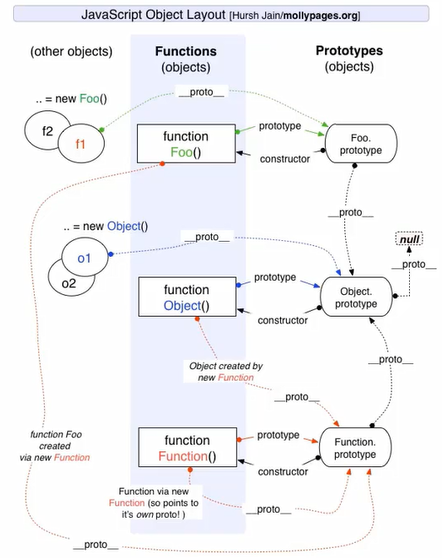 JavaScript Object Layout [Hursh Jain/mollypages.org]
(other objects)
Functions
(objects)
Prototypes
(objects)
.. = new Foo()
__proto__
f2
f1
function
Foo()
prototype
constructor
Foo.
prototype
__proto__
.. = new Object()
__proto__
null
__proto__
o1
o2
function
Object()
prototype
constructor
Object.
prototype
Object created by
new Function
__proto__
__proto__
function Foo
created
via new Function
function
Function()
prototype
constructor
Function.
prototype
Function via new
Function (so points to
it's own proto! )
__proto__
__proto__